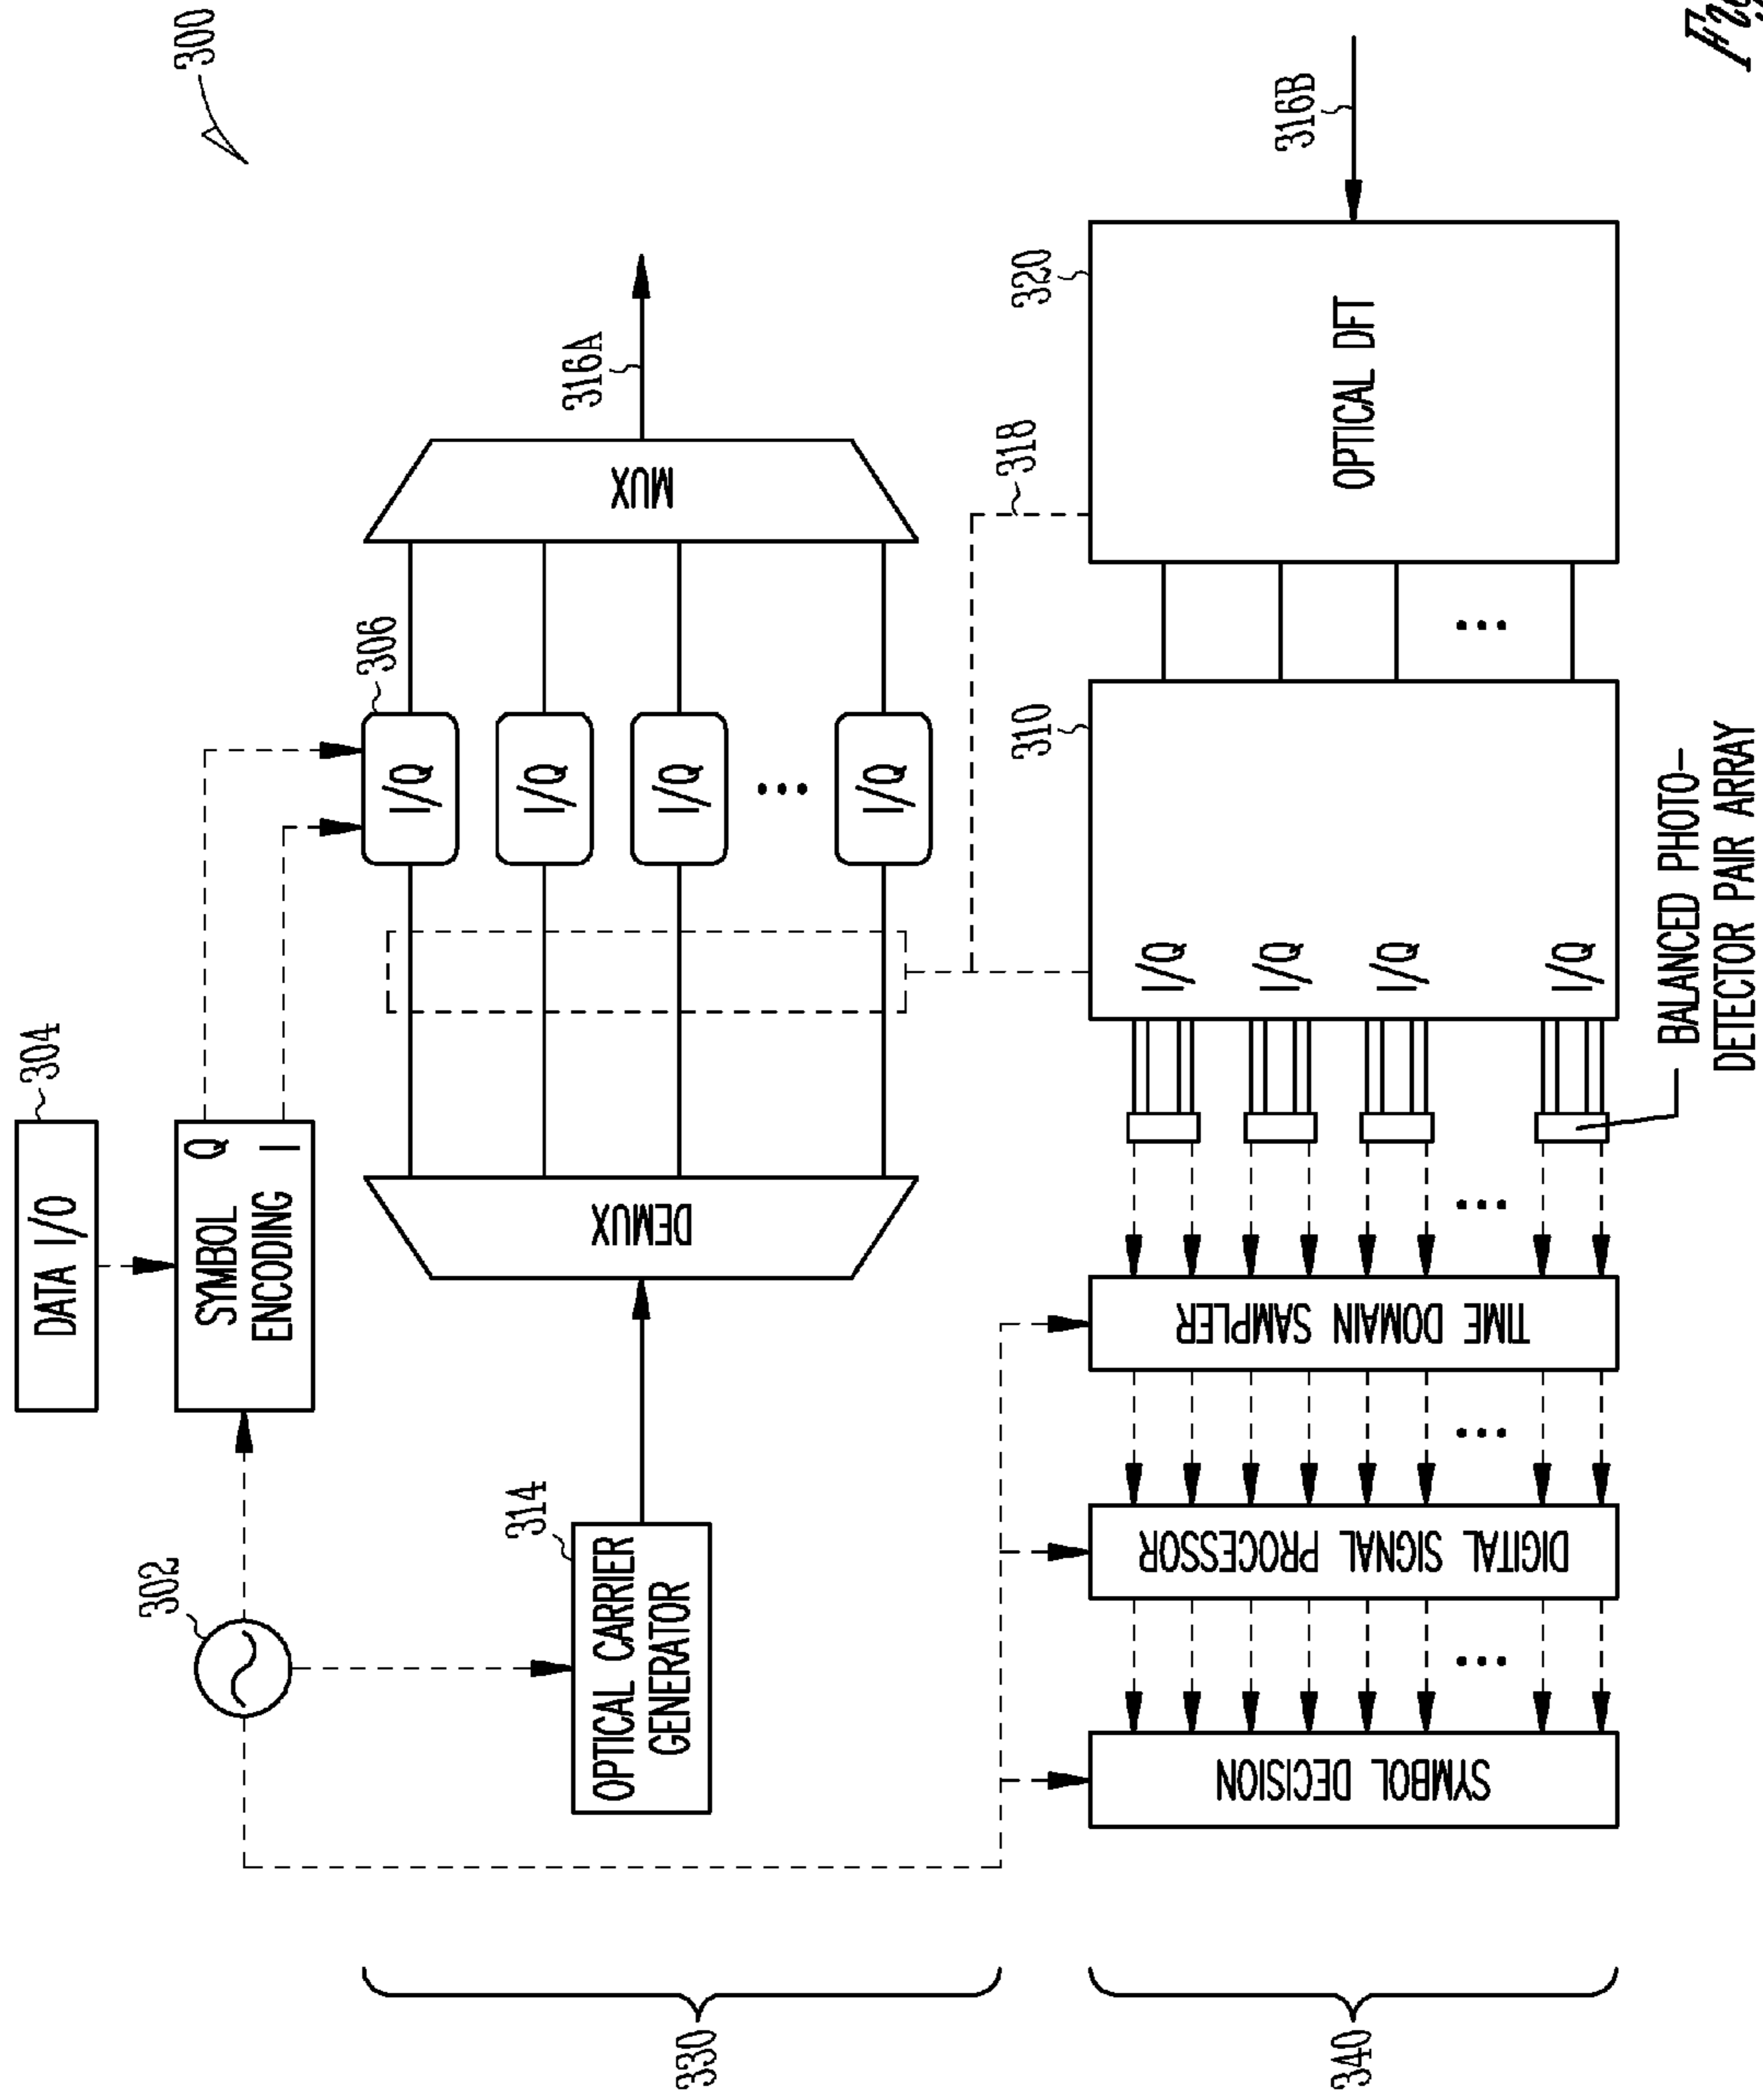 304
DATA I/O
300
302
SYMBOL
ENCODING
Q
I
306
314
OPTICAL CARRIER
GENERATOR
DEMUX
I/Q
I/Q
I/Q
...
I/Q
MUX
316A
330
318
310
320
316B
SYMBOL DECISION
...
DIGITAL SIGNAL PROCESSOR
...
TIME DOMAIN SAMPLER
...
I/Q
I/Q
I/Q
I/Q
...
OPTICAL DFT
340
BALANCED PHOTO-
DETECTOR PAIR ARRAY